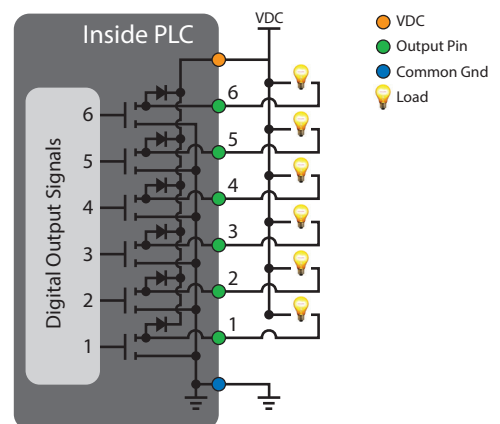 Inside PLC
VDC
VDC
Output Pin
Common Gnd
Load
Digital Output Signals
6
5
4
3
2
1
6
5
4
3
2
1